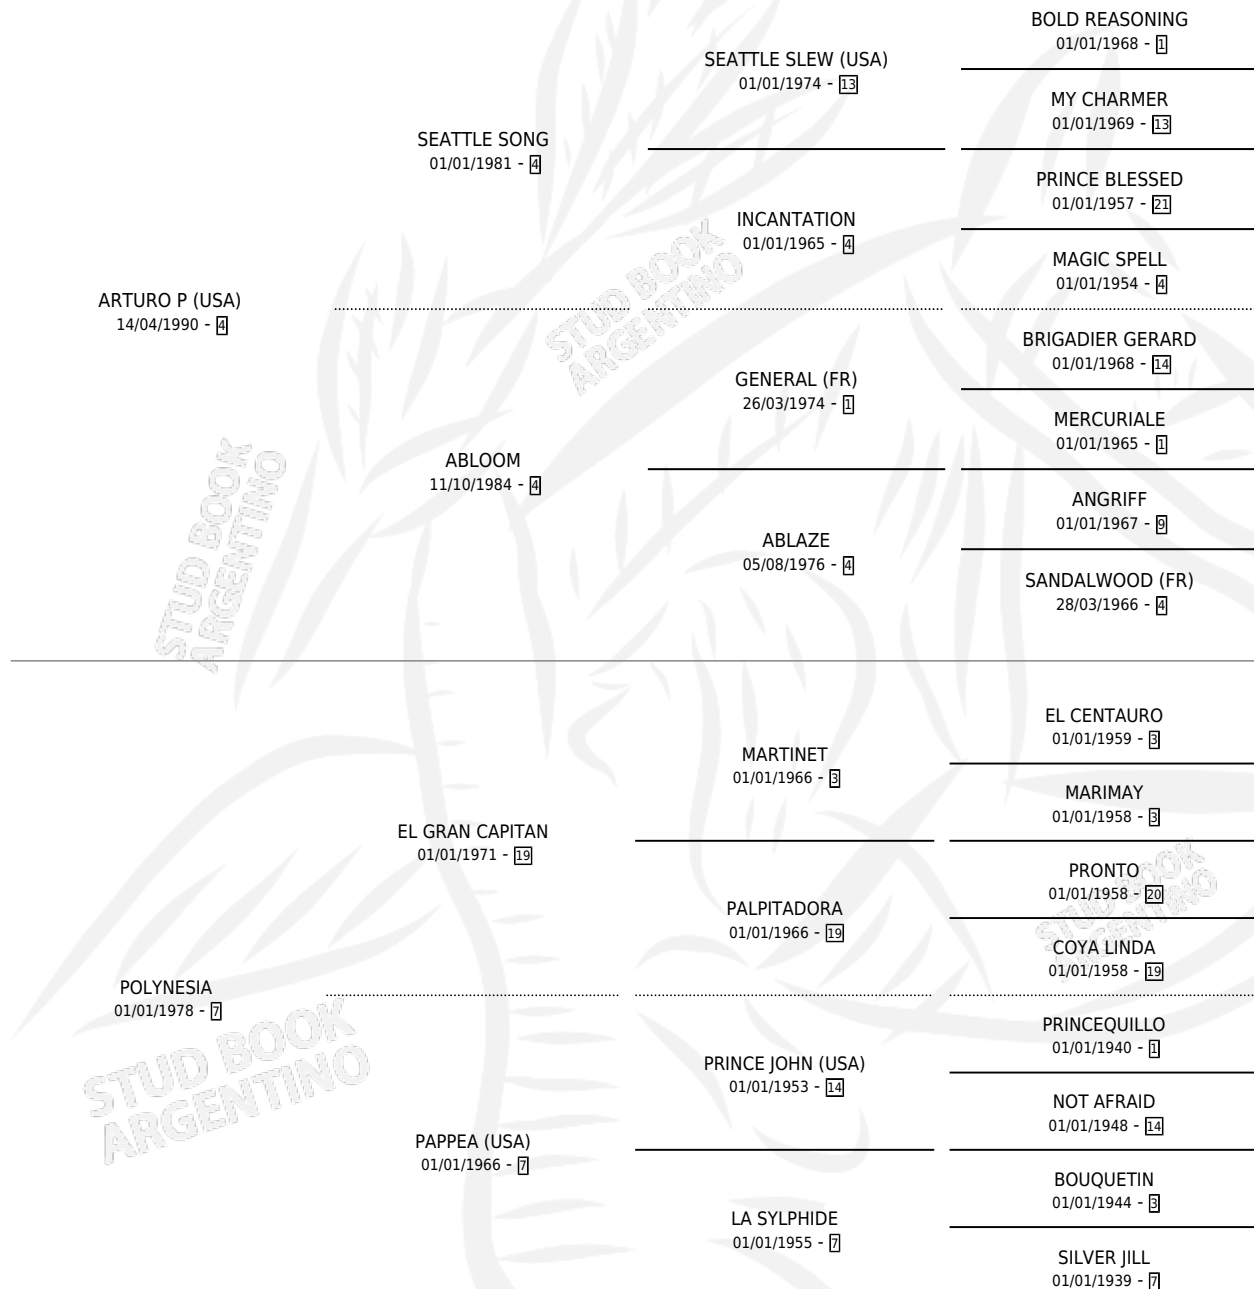 BOLD REASONING
01/01/1968 - 1
SEATTLE SLEW (USA)
01/01/1974 - 13
MY CHARMER
01/01/1969 - 13
SEATTLE SONG
01/01/1981 - 4
PRINCE BLESSED
01/01/1957 - 21
INCANTATION
01/01/1965 - 4
MAGIC SPELL
01/01/1954 - 4
ARTURO P (USA)
14/04/1990 - 4
BRIGADIER GERARD
01/01/1968 - 14
GENERAL (FR)
26/03/1974 - 1
MERCURIALE
01/01/1965 - 1
ABLOOM
11/10/1984 - 4
ANGRIFF
01/01/1967 - 9
ABLAZE
05/08/1976 - 4
SANDALWOOD (FR)
28/03/1966 - 4
EL CENTAURO
01/01/1959 - 3
MARTINET
01/01/1966 - 3
MARIMAY
01/01/1958 - 3
EL GRAN CAPITAN
01/01/1971 - 19
PRONTO
01/01/1958 - 20
PALPITADORA
01/01/1966 - 19
COYA LINDA
01/01/1958 - 19
POLYNESIA
01/01/1978 - 7
PRINCEQUILLO
01/01/1940 - 1
PRINCE JOHN (USA)
01/01/1953 - 14
NOT AFRAID
01/01/1948 - 14
PAPPEA (USA)
01/01/1966 - 7
BOUQUETIN
01/01/1944 - 3
LA SYLPHIDE
01/01/1955 - 7
SILVER JILL
01/01/1939 - 7
STUD BOOK
ARGENTINO
STUD BOOK
ARGENTINO
STUD BOOK
ARGENTINO
STUD BOOK
ARGENTINO